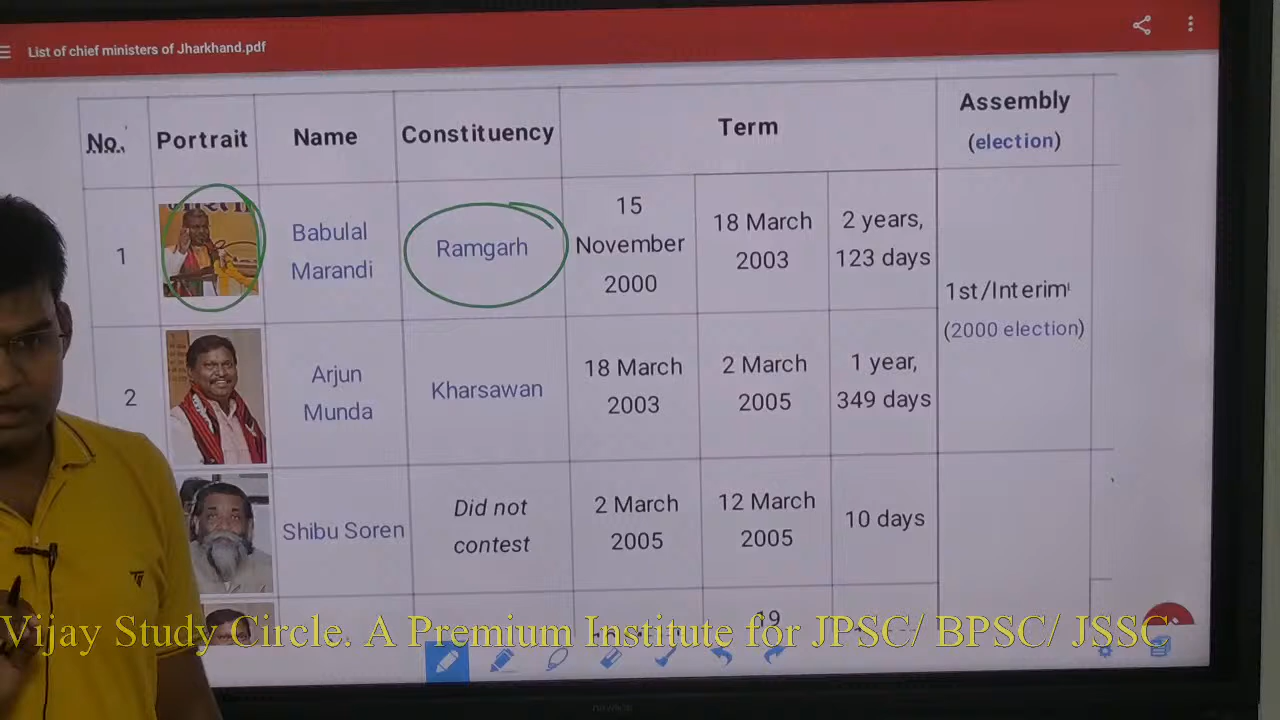 List of chief ministers of Jharkhand.pdf
No. Portrait Name Constituency Term Assembly
(election)
1 Babulal
Marandi
Ramgarh
15
November
2000
18 March
2003
2 years,
123 days
1st/Interim
(2000 election)
2 Arjun
Munda
Kharsawan
18 March
2003
2 March
2005
1 year,
349 days
Shibu Soren
Did not
contest
2 March
2005
12 March
2005
10 days
19
Vijay Study Circle. A Premium Institute for JPSC/ BPSC/ JSSC